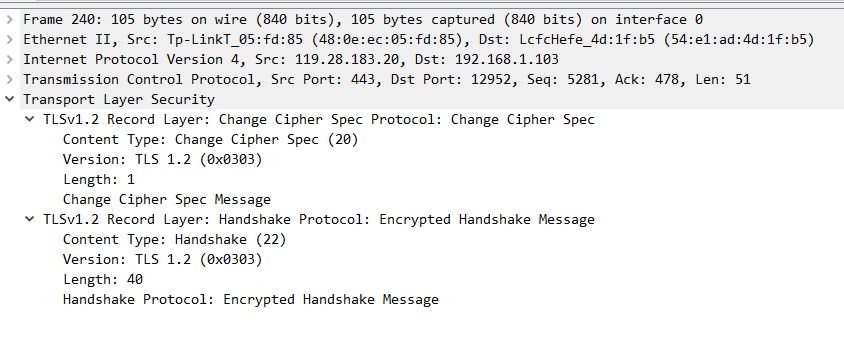 Frame 240: 105 bytes on wire (840 bits), 105 bytes captured (840 bits) on interface 0
Ethernet II, Src: Tp-LinkT_05:fd:85 (48:0e:ec:05:fd:85), Dst: LcfcHefe_4d:1f:b5 (54:e1:ad:4d:1f:b5)
Internet Protocol Version 4, Src: 119.28.183.20, Dst: 192.168.1.103
Transmission Control Protocol, Src Port: 443, Dst Port: 12952, Seq: 5281, Ack: 478, Len: 51
Transport Layer Security
TLSv1.2 Record Layer: Change Cipher Spec Protocol: Change Cipher Spec
Content Type: Change Cipher Spec (20)
Version: TLS 1.2 (0x0303)
Length: 1
Change Cipher Spec Message
TLSv1.2 Record Layer: Handshake Protocol: Encrypted Handshake Message
Content Type: Handshake (22)
Version: TLS 1.2 (0x0303)
Length: 40
Handshake Protocol: Encrypted Handshake Message